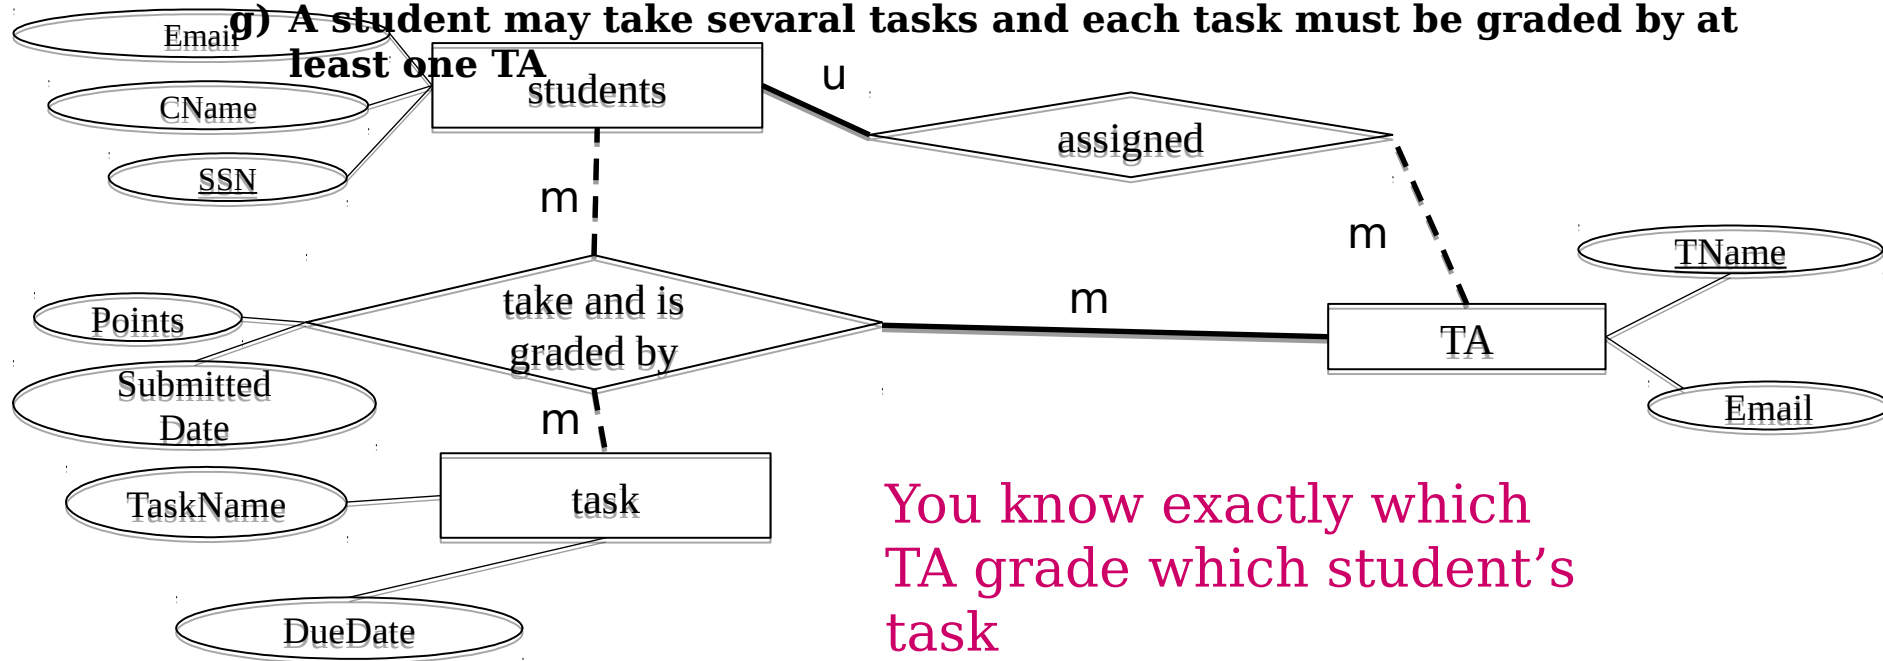 g) A student may take sevaral tasks and each task must be graded by at
least one TA
Email
CName
SSN
students
u
assigned
m
m
TName
Points
take and is
graded by
m
TA
Submitted
Date
m
Email
TaskName
task
DueDate
You know exactly which
TA grade which student’s
task